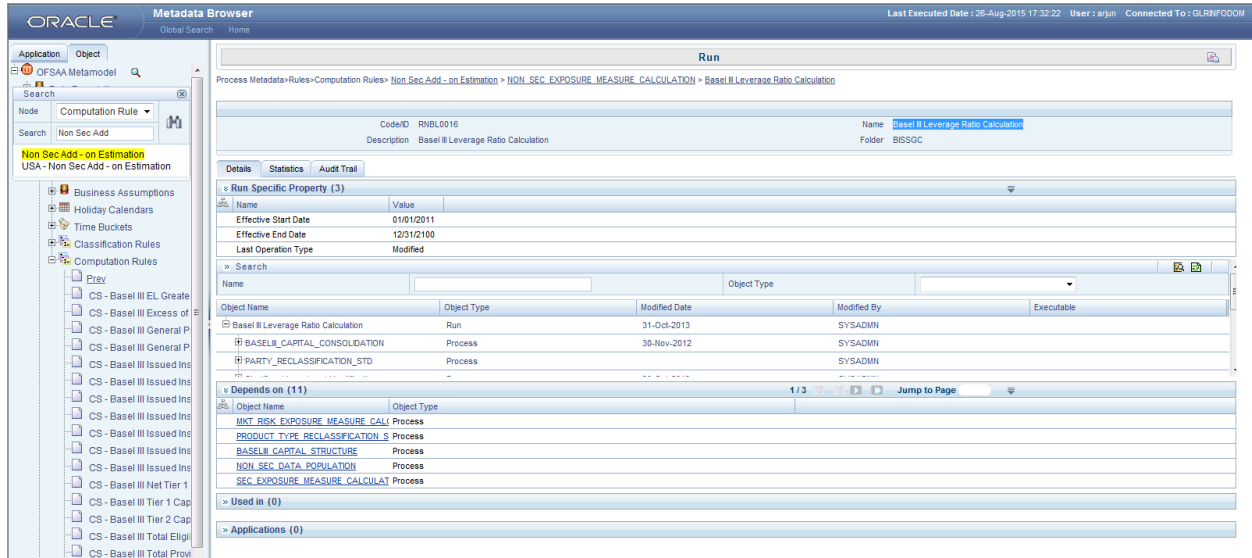 ORACLE
Metadata Browser
Global Search Home
Last Executed Date : 26-Aug-2015 17:32:22 User : arjun Connected To : GLRINFODOM
Application Object
OFSAA Metamodel
Search
Node Computation Rule
Search Non Sec Add
Non Sec Add - on Estimation
USA - Non Sec Add - on Estimation
Business Assumptions
Holiday Calendars
Time Buckets
Classification Rules
Computation Rules
Prev
CS - Basel III EL Greate
CS - Basel III Excess of
CS - Basel III General P
CS - Basel III General P
CS - Basel III Issued Ins
CS - Basel III Issued Ins
CS - Basel III Issued Ins
CS - Basel III Issued Ins
CS - Basel III Issued Ins
CS - Basel III Issued Ins
CS - Basel III Issued Ins
CS - Basel III Net Tier 1
CS - Basel III Tier 1 Cap
CS - Basel III Tier 2 Cap
CS - Basel III Total Eligil
CS - Basel III Total Provi
Run
Process Metadata>Rules>Computation Rules> Non Sec Add - on Estimation > NON_SEC_EXPOSURE_MEASURE_CALCULATION > Basel III Leverage Ratio Calculation
Code/ID RNBL0016 Name Basel III Leverage Ratio Calculation
Description Basel III Leverage Ratio Calculation Folder BISSGC
Details Statistics Audit Trail
Run Specific Property (3)
Name Value
Effective Start Date 01/01/2011
Effective End Date 12/31/2100
Last Operation Type Modified
Search
Name Object Type
Object Name Object Type Modified Date Modified By Executable
Basel III Leverage Ratio Calculation Run 31-Oct-2013 SYSADMN
BASELIII_CAPITAL_CONSOLIDATION Process 30-Nov-2012 SYSADMN
PARTY_RECLASSIFICATION_STD Process SYSADMN
Depends on (11) 1 / 3 Jump to Page
Object Name Object Type
MKT_RISK_EXPOSURE_MEASURE_CALC Process
PRODUCT_TYPE_RECLASSIFICATION_S Process
BASELIII_CAPITAL_STRUCTURE Process
NON_SEC_DATA_POPULATION Process
SEC_EXPOSURE_MEASURE_CALCULAT Process
Used in (0)
Applications (0)